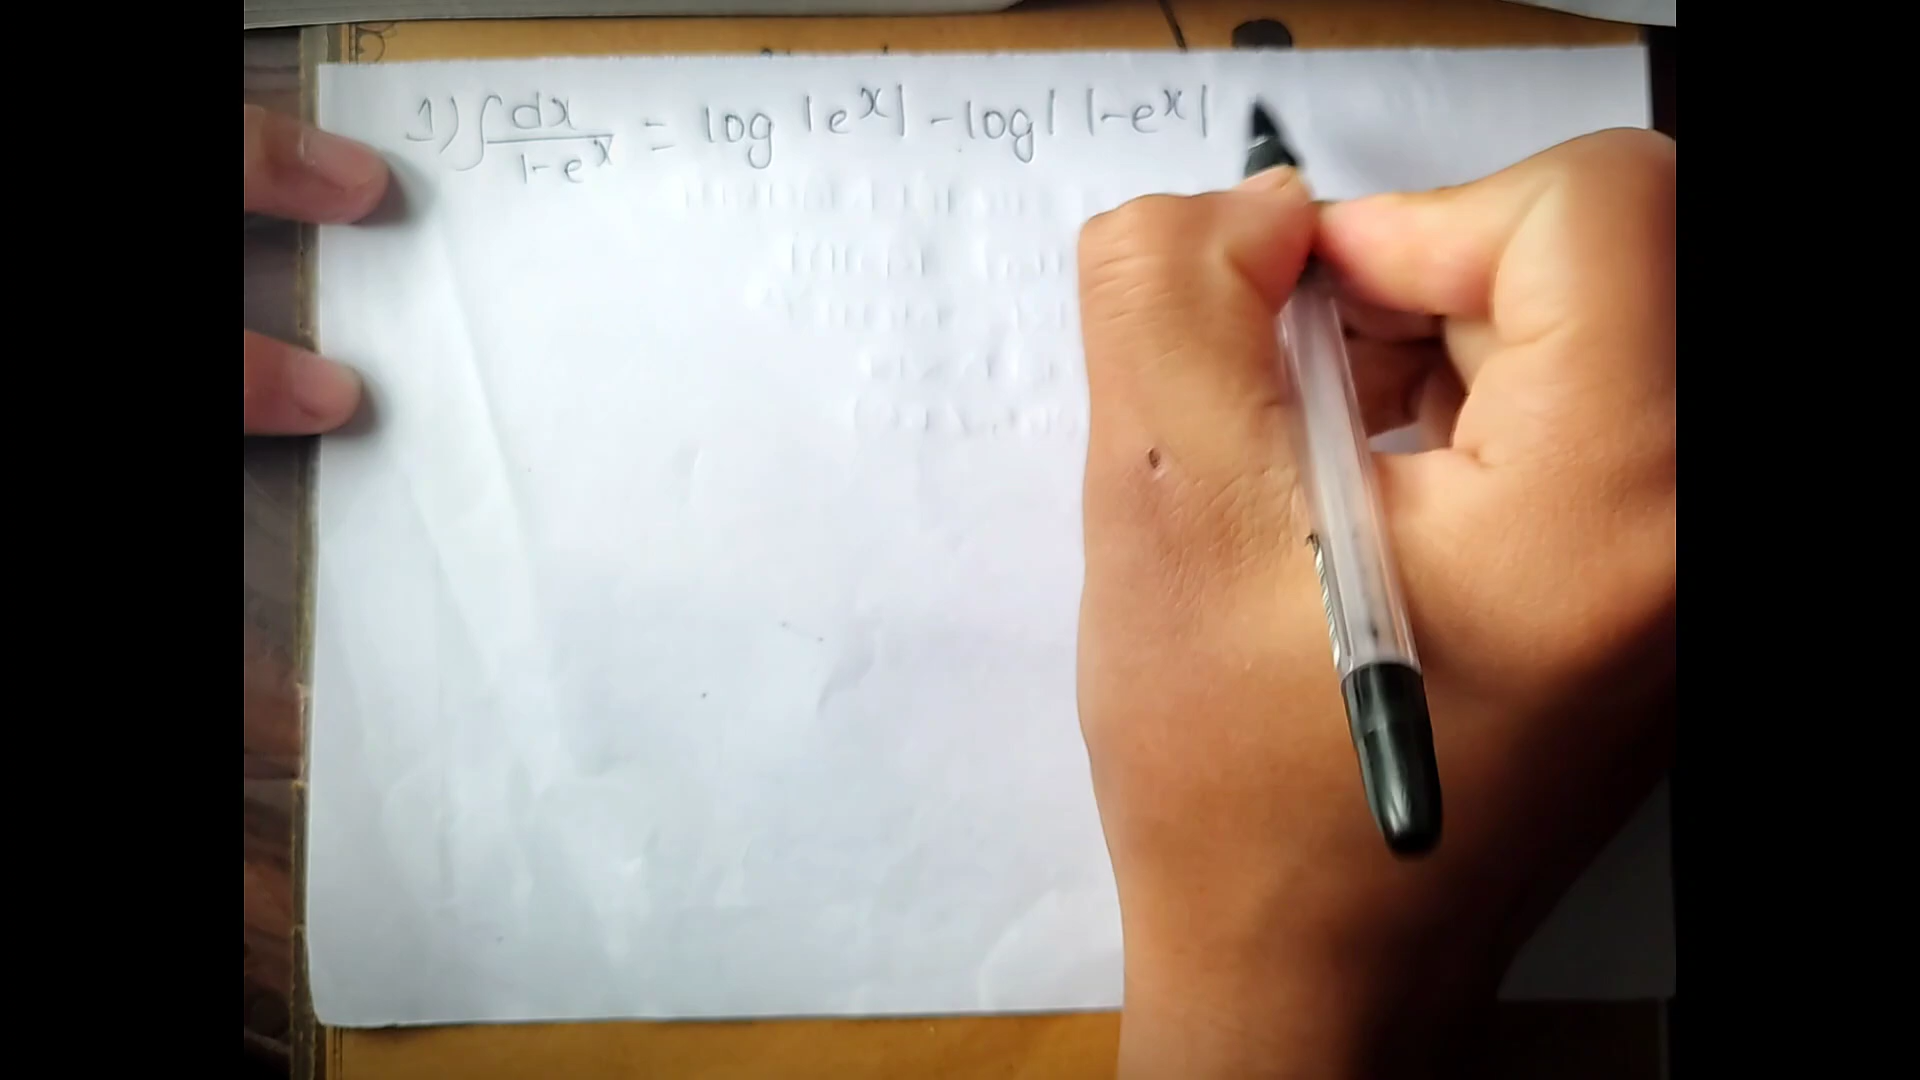 1) ∫ dx / 1-e^x = log |e^x| - log | 1-e^x |